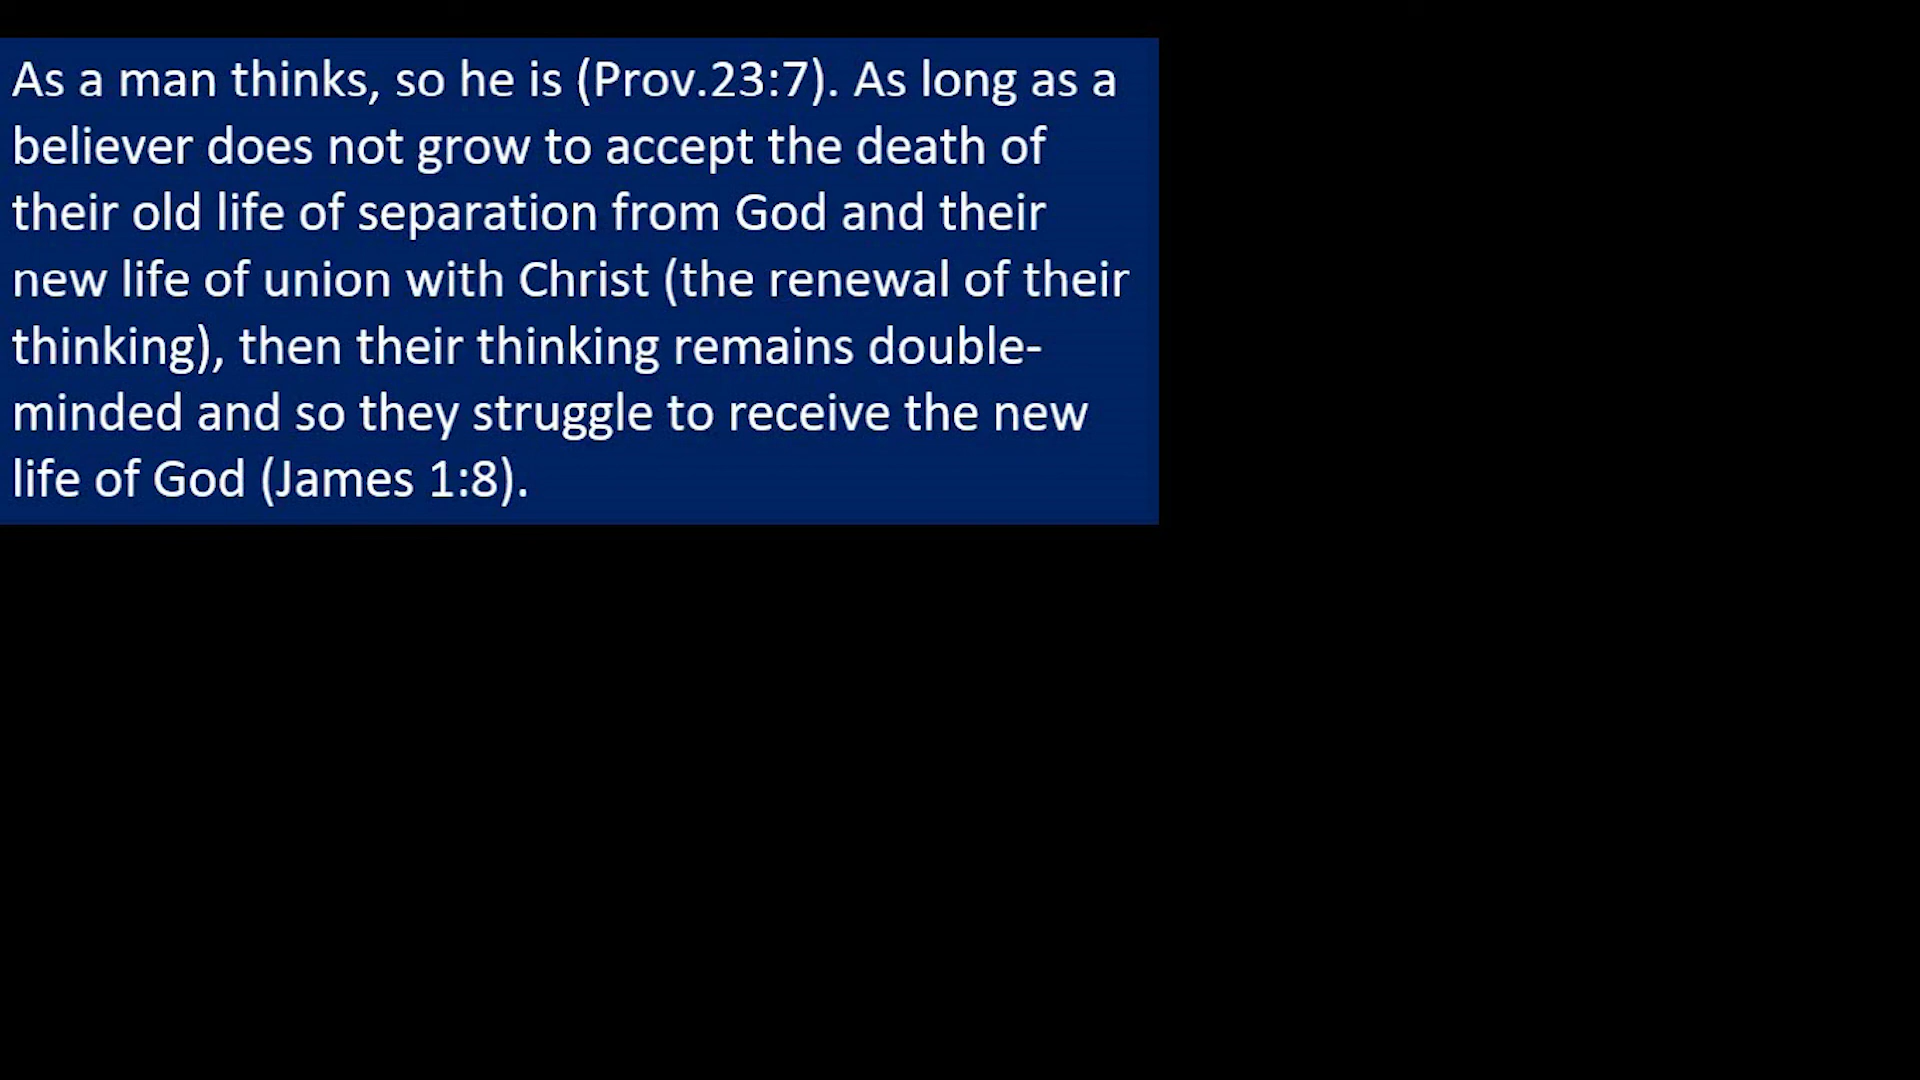 As a man thinks, so he is (Prov.23:7). As long as a
believer does not grow to accept the death of
their old life of separation from God and their
new life of union with Christ (the renewal of their
thinking), then their thinking remains double-
minded and so they struggle to receive the new
life of God (James 1:8).